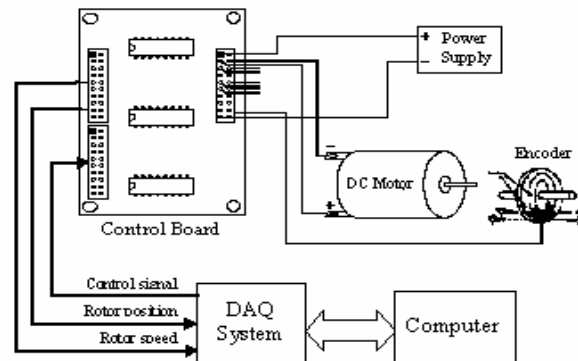 + Power
− Supply
Encoder
−
DC Motor
+
Control Board
Control signal
DAQ
System
Rotor position
Rotor speed
Computer